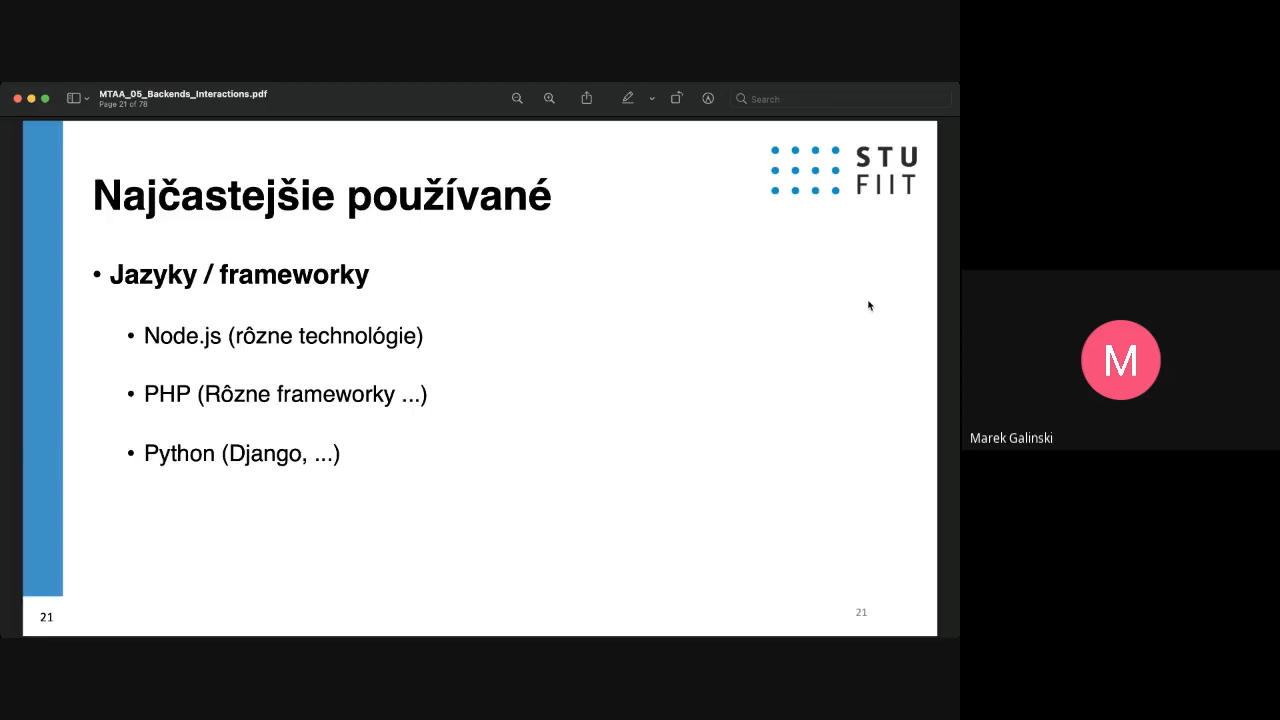 MTAA_05_Backends_Interactions.pdf
Page 21 of 78
Search
STU
FIIT
Najčastejšie používané
• Jazyky / frameworky
• Node.js (rôzne technológie)
• PHP (Rôzne frameworky ...)
• Python (Django, ...)
21
21
M
Marek Galinski